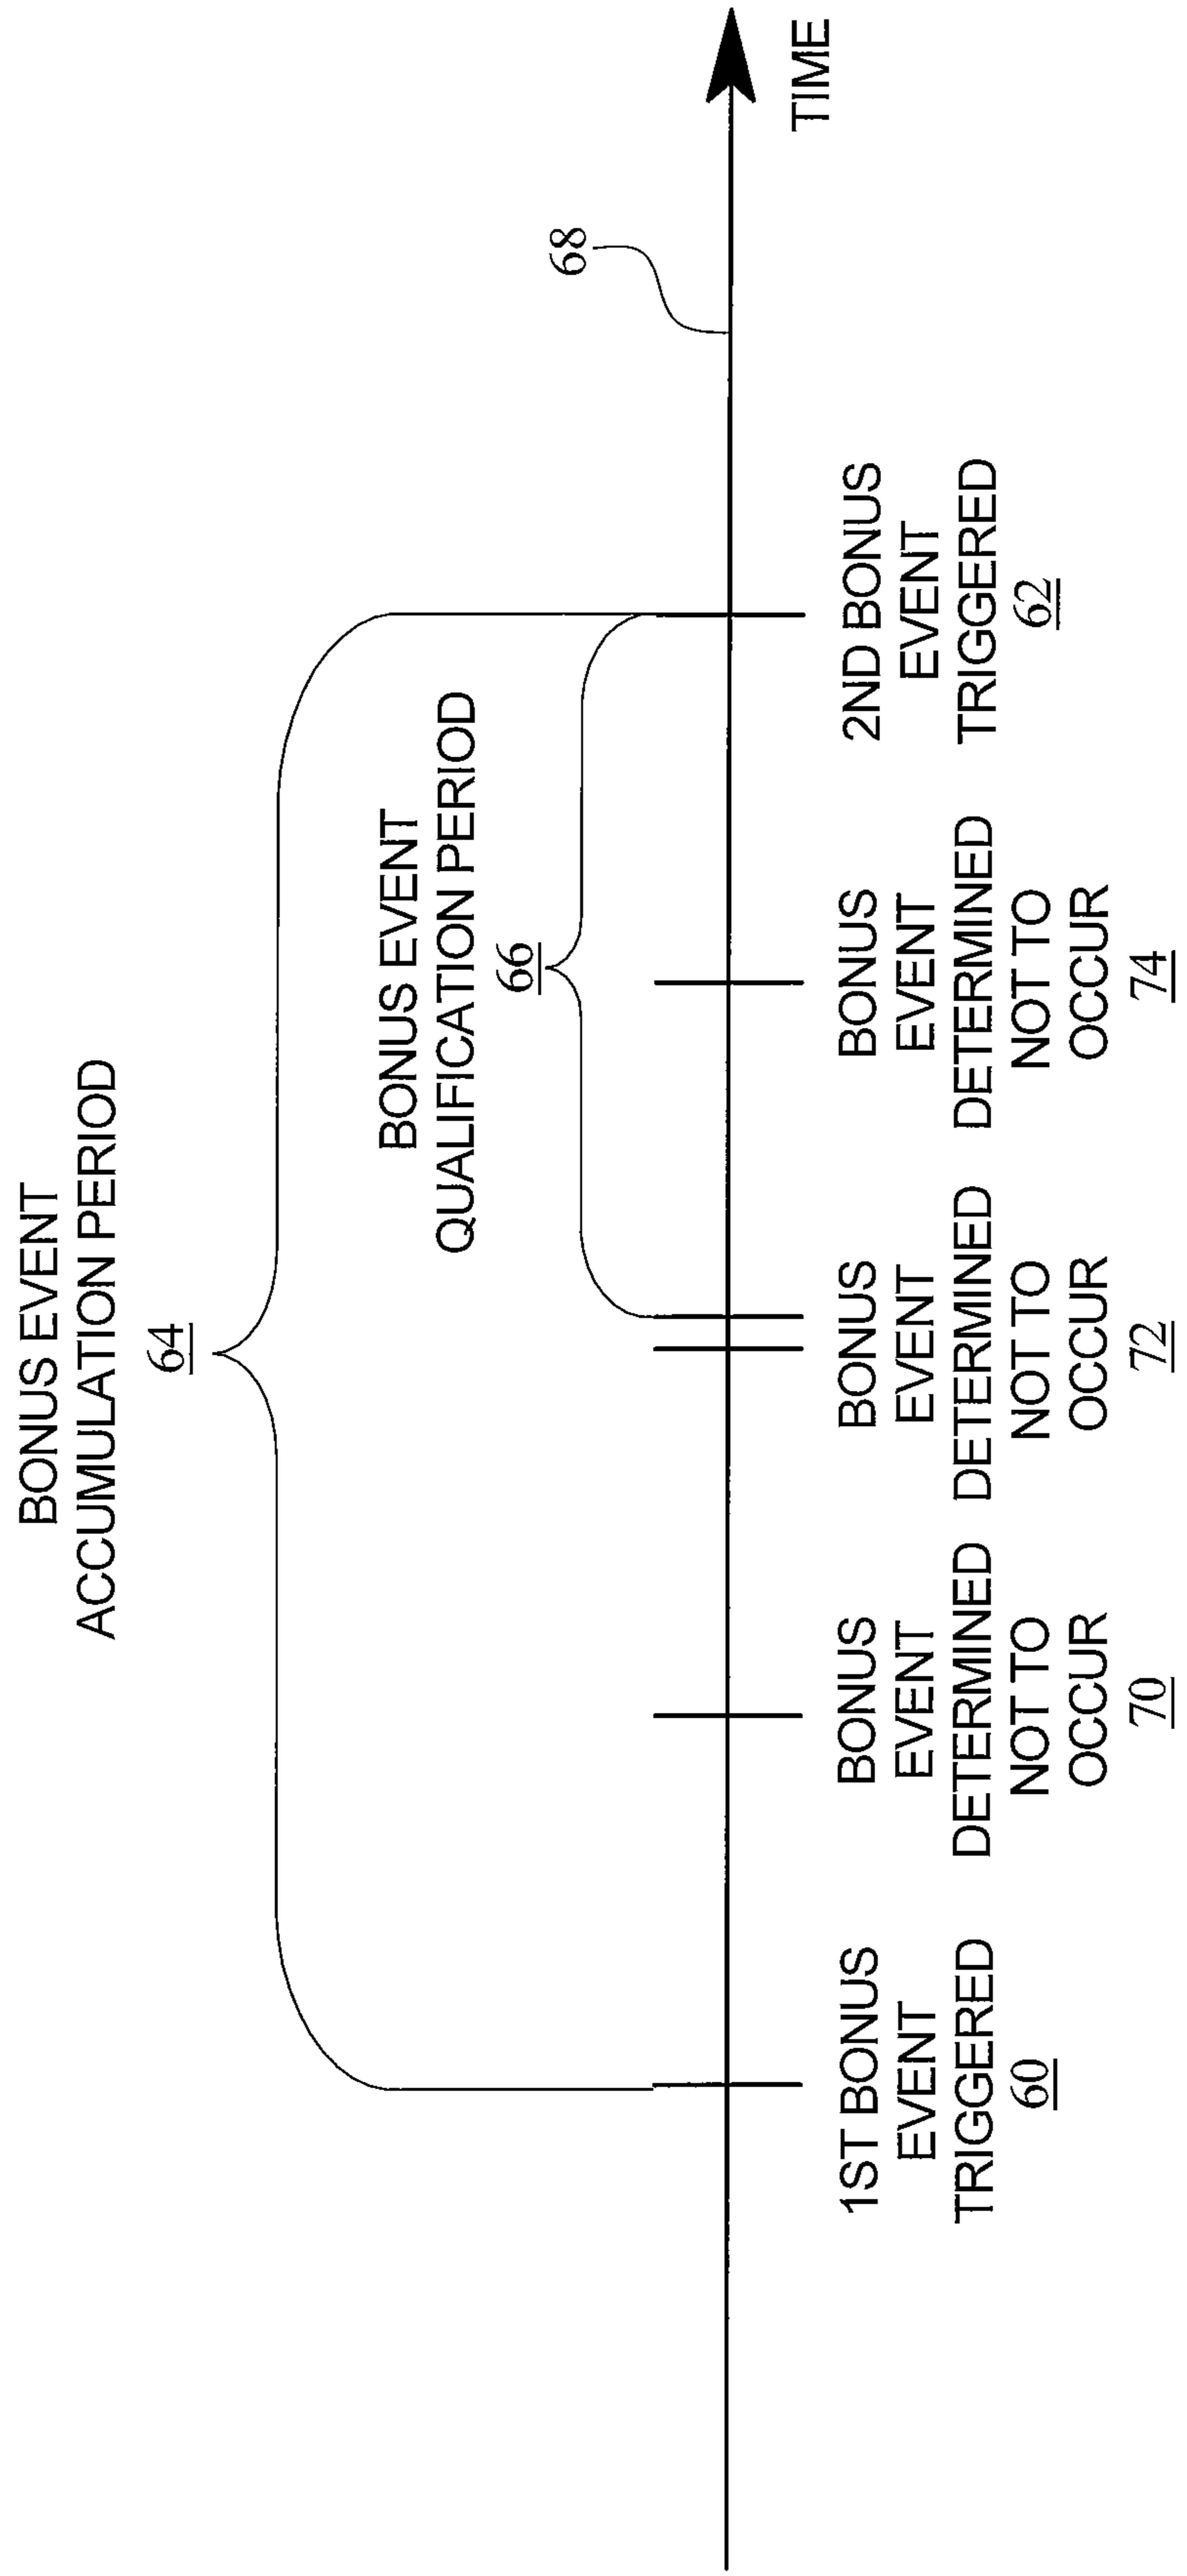 BONUS EVENT
ACCUMULATION PERIOD
64
BONUS EVENT
QUALIFICATION PERIOD
66
68
TIME
1ST BONUS
EVENT
TRIGGERED
60
BONUS
EVENT
DETERMINED
NOT TO
OCCUR
70
BONUS
EVENT
DETERMINED
NOT TO
OCCUR
72
BONUS
EVENT
DETERMINED
NOT TO
OCCUR
74
2ND BONUS
EVENT
TRIGGERED
62